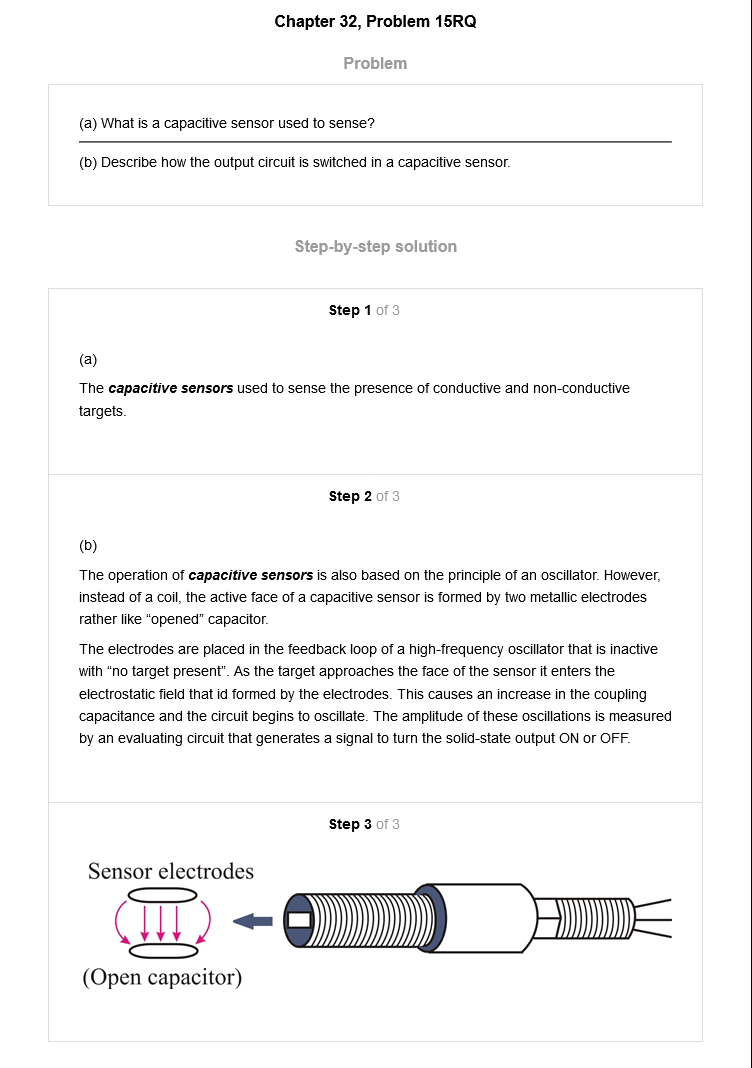 Chapter 32, Problem 15RQ
Problem
(a) What is a capacitive sensor used to sense?
(b) Describe how the output circuit is switched in a capacitive sensor.
Step-by-step solution
Step 1 of 3
(a)
The capacitive sensors used to sense the presence of conductive and non-conductive
targets.
Step 2 of 3
(b)
The operation of capacitive sensors is also based on the principle of an oscillator. However,
instead of a coil, the active face of a capacitive sensor is formed by two metallic electrodes
rather like “opened” capacitor.
The electrodes are placed in the feedback loop of a high-frequency oscillator that is inactive
with “no target present”. As the target approaches the face of the sensor it enters the
electrostatic field that id formed by the electrodes. This causes an increase in the coupling
capacitance and the circuit begins to oscillate. The amplitude of these oscillations is measured
by an evaluating circuit that generates a signal to turn the solid-state output ON or OFF.
Step 3 of 3
Sensor electrodes
(Open capacitor)